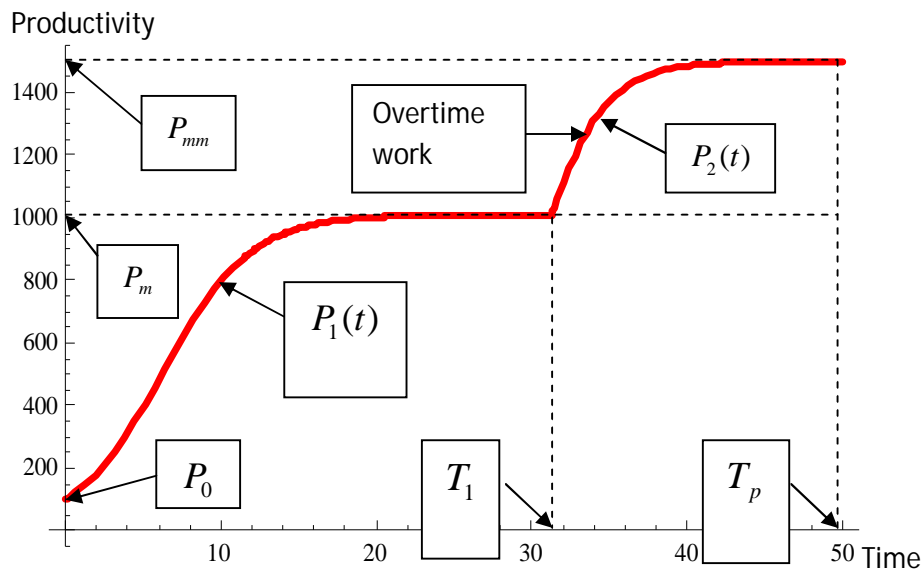 Productivity
1400
1200
1000
800
600
400
200
P_mm
Overtime
work
P_2(t)
P_m
P_1(t)
P_0
T_1
T_p
10
20
30
40
50
Time